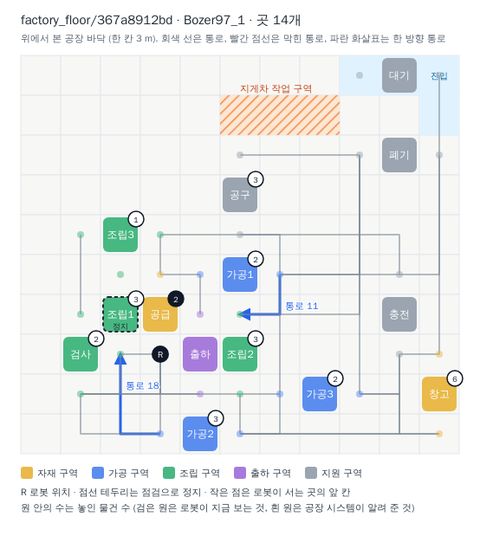 factory_floor/367a8912bd · Bozer97_1 · 곳 14개
위에서 본 공장 바닥 (한 칸 3 m). 회색 선은 통로, 빨간 점선은 막힌 통로, 파란 화살표는 한 방향 통로
대기
전립
지게차 작업 구역
폐기
3
공구
1
조립3
2
가공1
3
조립1
정지
2
공급
통로 11
충전
2
검사
R
출하
3
조립2
통로 18
2
가공3
6
창고
3
가공2
자재 구역
가공 구역
조립 구역
출하 구역
지원 구역
R 로봇 위치 · 점선 테두리는 점검으로 정지 · 작은 점은 로봇이 서는 곳의 앞 칸
원 안의 수는 놓인 물건 수 (검은 원은 로봇이 지금 보는 것, 흰 원은 공장 시스템이 알려 준 것)